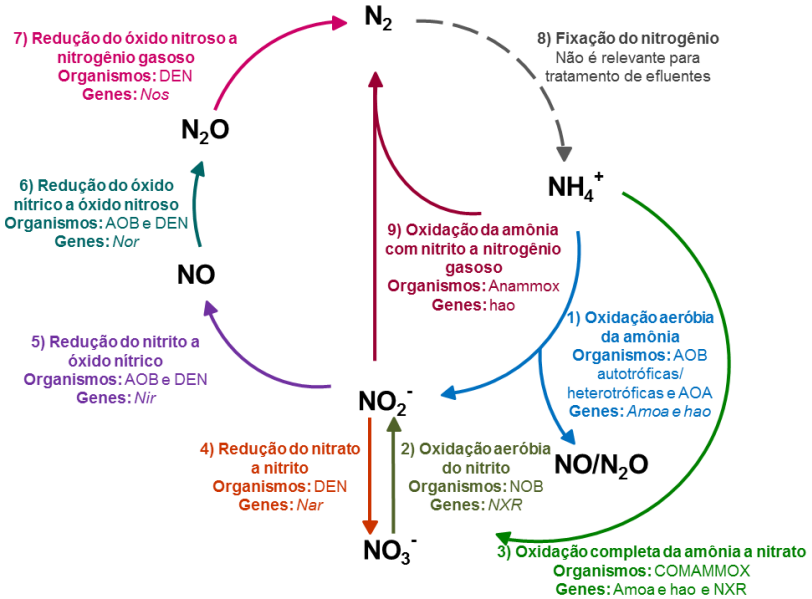 N₂
7) Redução do óxido nitroso a
nitrogênio gasoso
Organismos: DEN
Genes: Nos
8) Fixação do nitrogênio
Não é relevante para
tratamento de efluentes
N₂O
NH₄⁺
6) Redução do óxido
nítrico a óxido nitroso
Organismos: AOB e DEN
Genes: Nor
9) Oxidação da amônia
com nitrito a nitrogênio
gasoso
Organismos: Anammox
Genes: hao
NO
1) Oxidação aeróbia
da amônia
Organismos: AOB
autotróficas/
heterotróficas e AOA
Genes: Amoa e hao
5) Redução do nitrito a
óxido nítrico
Organismos: AOB e DEN
Genes: Nir
NO₂⁻
4) Redução do nitrato
a nitrito
Organismos: DEN
Genes: Nar
2) Oxidação aeróbia
do nitrito
Organismos: NOB
Genes: NXR
NO/N₂O
NO₃⁻
3) Oxidação completa da amônia a nitrato
Organismos: COMAMMOX
Genes: Amoa e hao e NXR